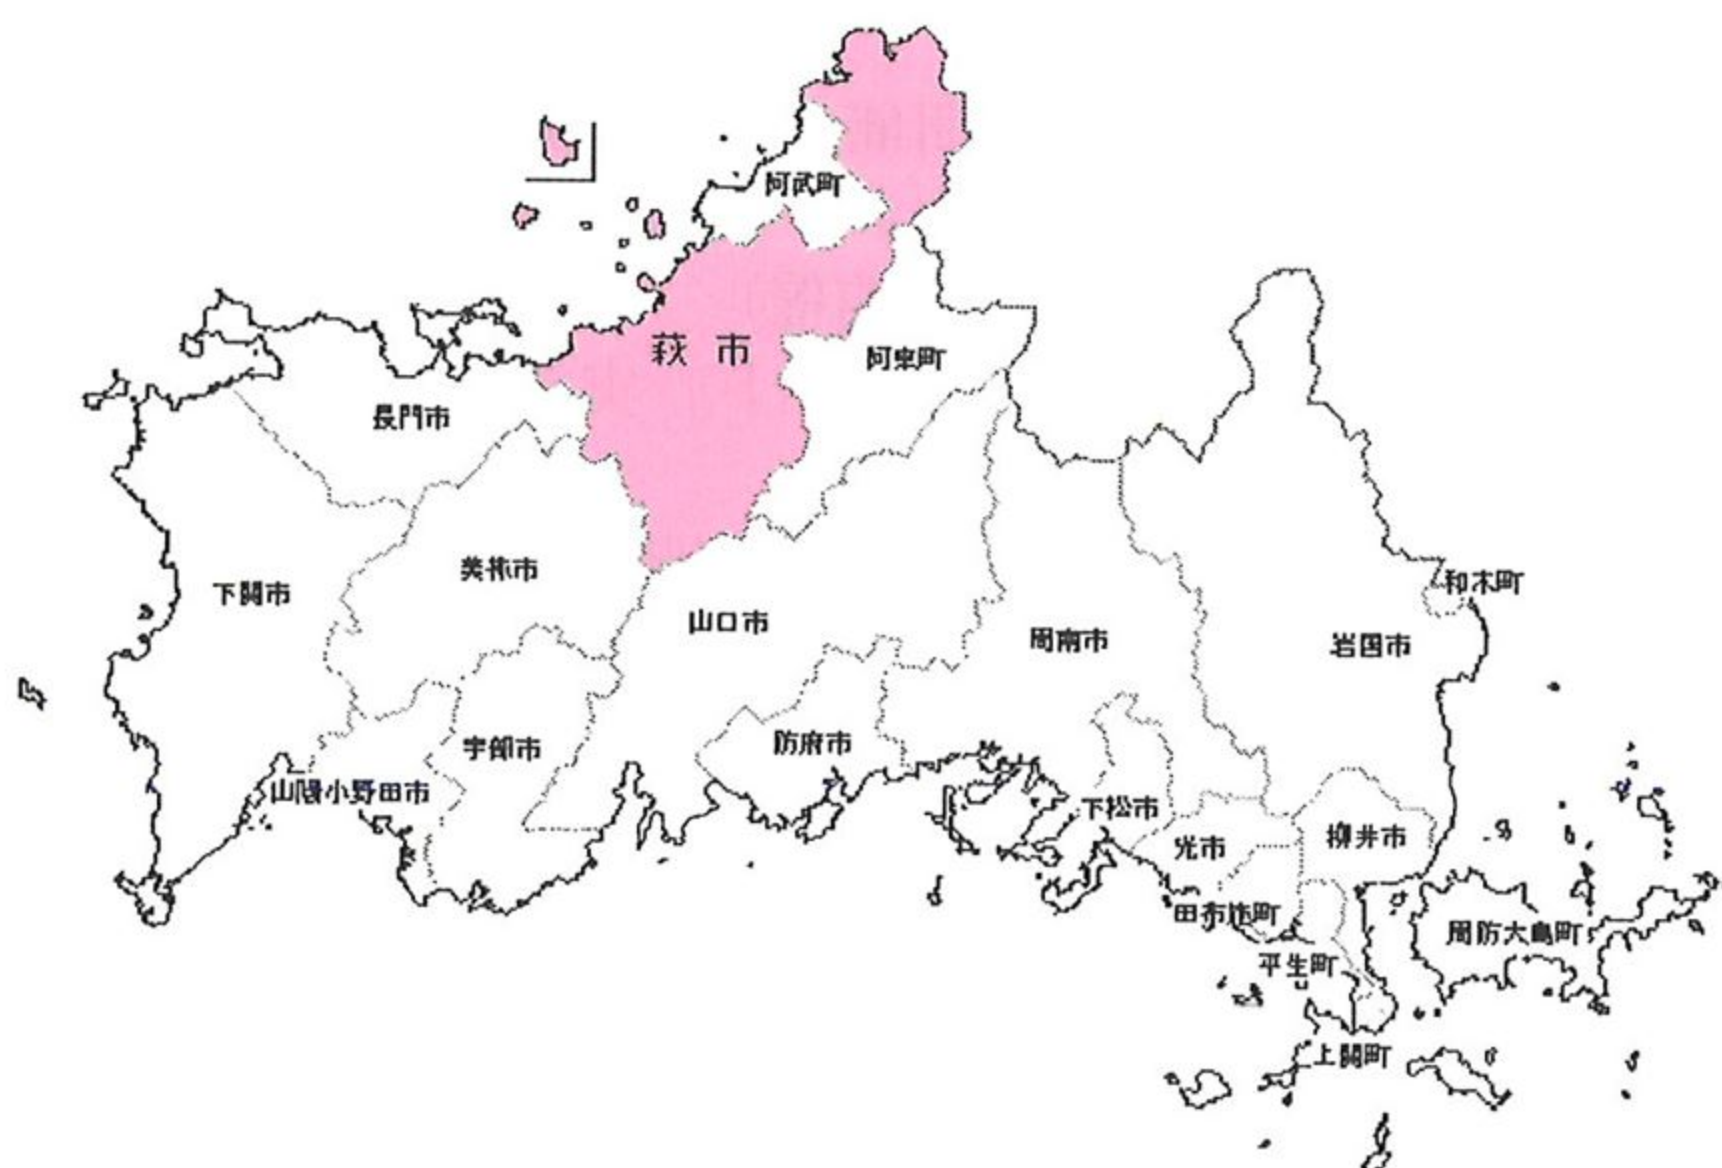 阿武町
萩市
阿東町
長門市
美祢市
和木町
下関市
山口市
周南市
岩国市
宇部市
防府市
山陽小野田市
下松市
光市
柳井市
田布施町
周防大島町
平生町
上関町